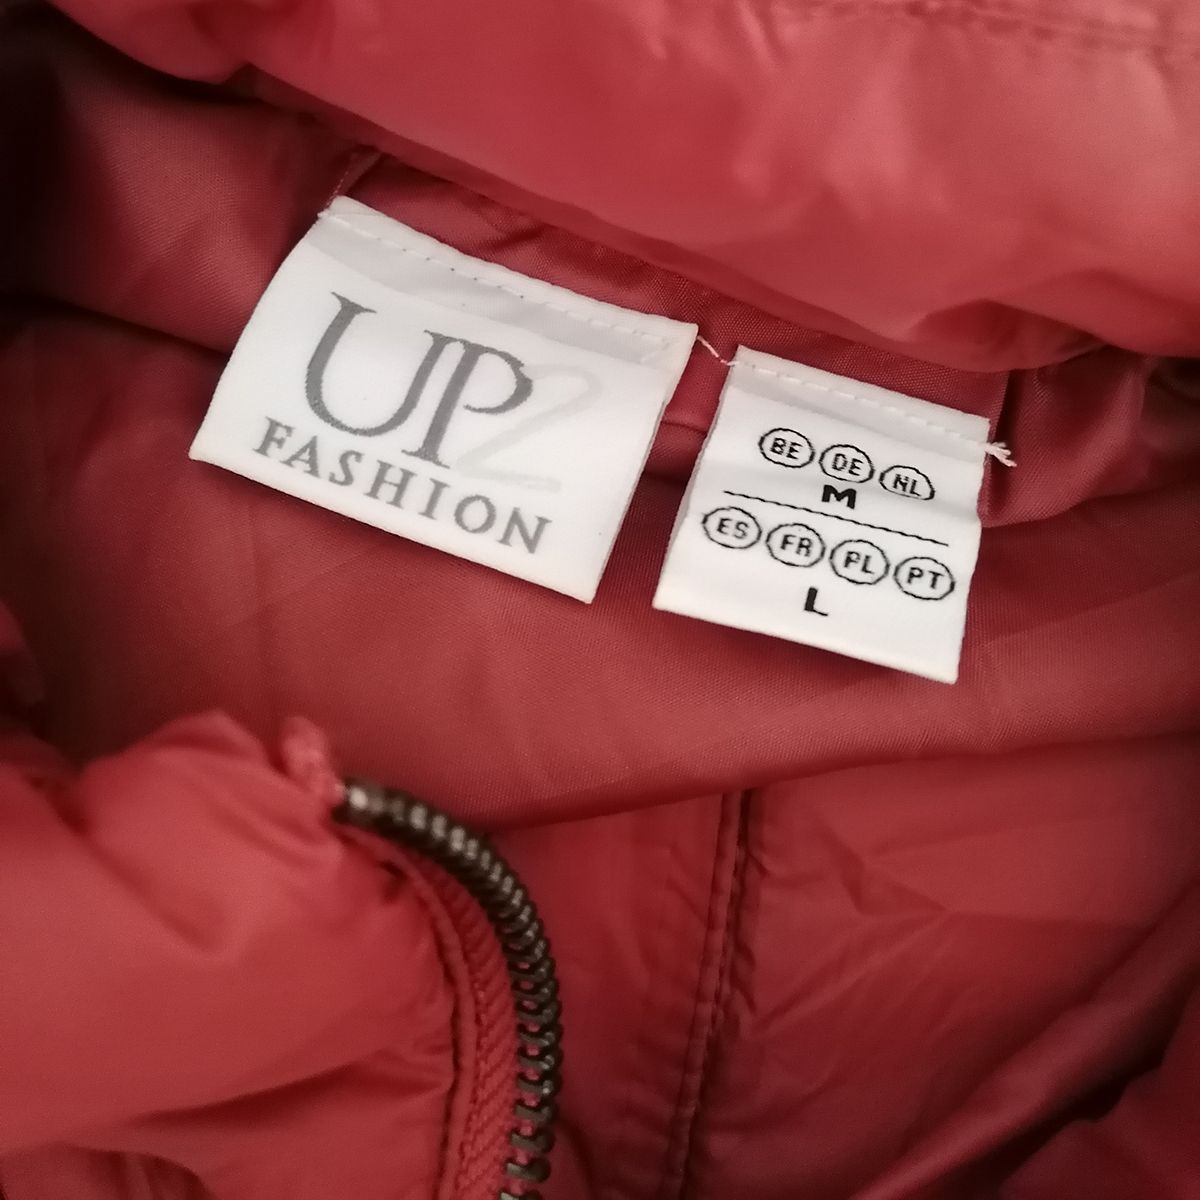 UP2
FASHION
BE DE NL
M
ES FR PL PT
L